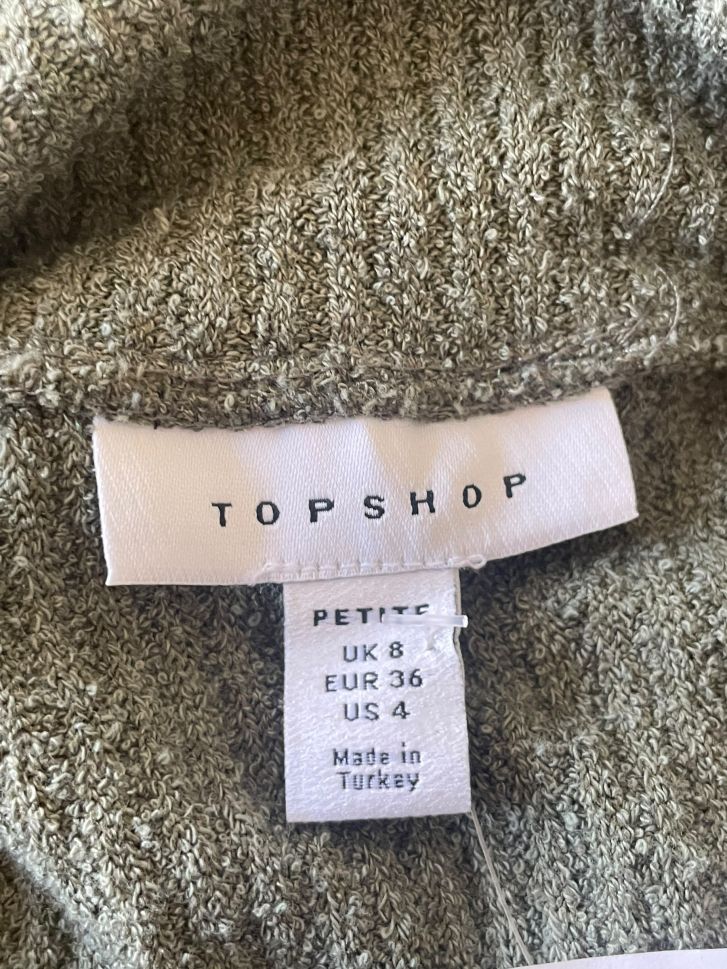 TOPSHOP
PETITE
UK 8
EUR 36
US 4
Made in
Turkey